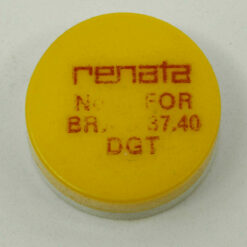 renata
FOR
37.40
DGT